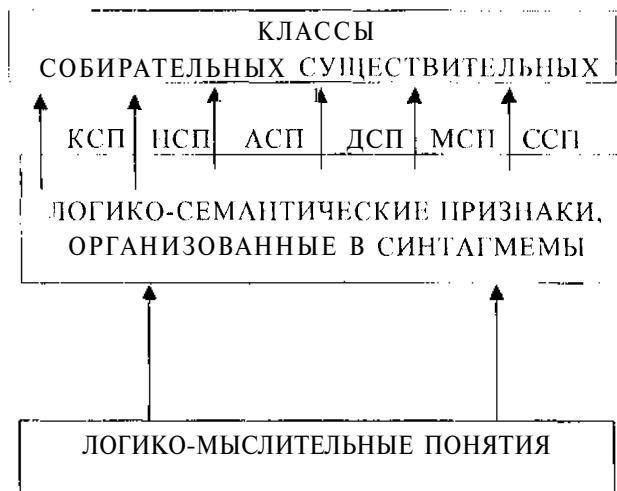 КЛАССЫ
СОБИРАТЕЛЬНЫХ СУЩЕСТВИТЕЛЬНЫХ
КСП НСП АСП ДСП МСП ССП
ЛОГИКО-СЕМАНТИЧЕСКИЕ ПРИЗНАКИ,
ОРГАНИЗОВАННЫЕ В СИНТАГМЕМЫ
ЛОГИКО-МЫСЛИТЕЛЬНЫЕ ПОНЯТИЯ